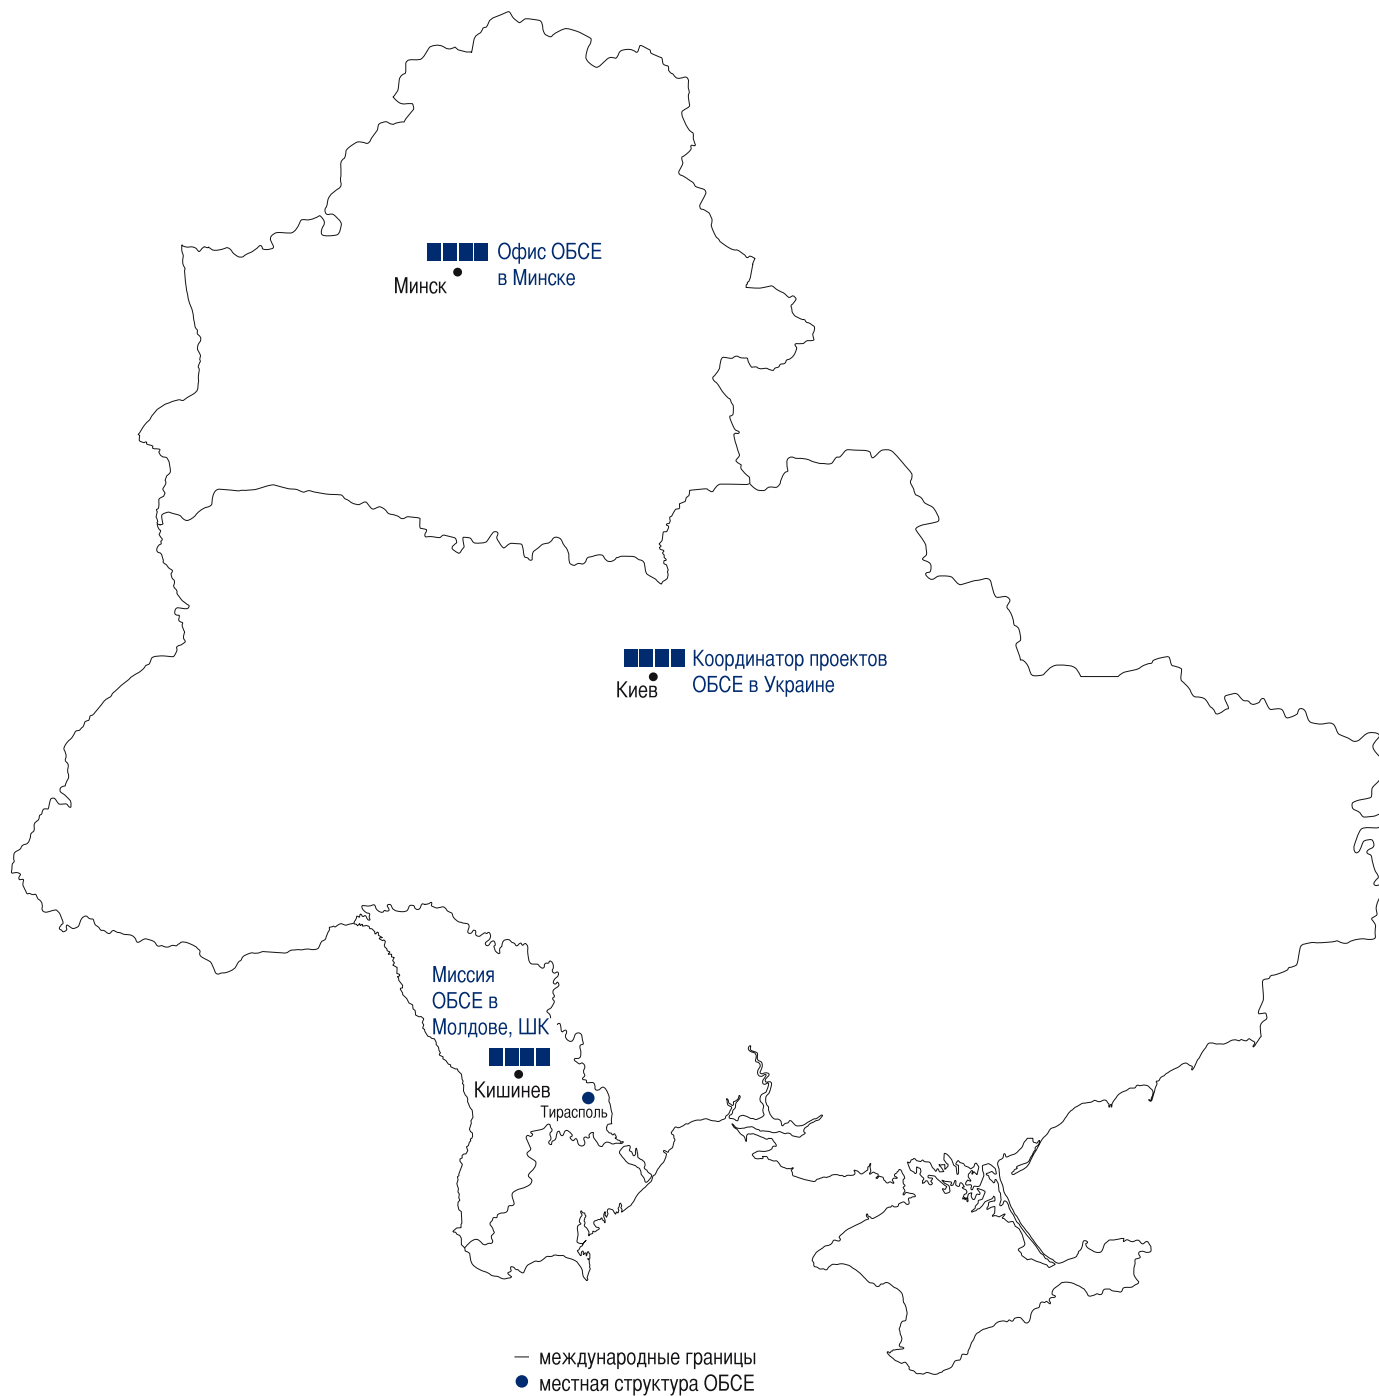 Офис ОБСЕ
в Минске
Минск
Координатор проектов
ОБСЕ в Украине
Киев
Миссия
ОБСЕ в
Молдове, ШК
Кишинев
Тирасполь
международные границы
местная структура ОБСЕ